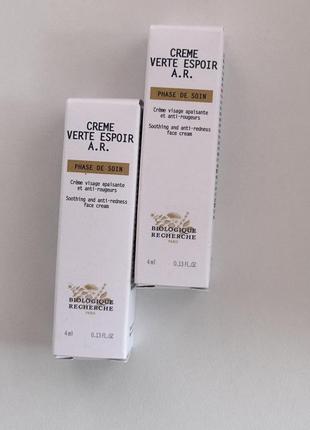 CREME
VERTE ESPOIR
A.R.
PHASE DE SOIN
Crème visage apaisante
et anti-rougeurs
Soothing and anti-redness
face cream
BIOLOGIQUE
RECHERCHE
PARIS
4 ml 0.13 FL.OZ
CREME
VERTE ESPOIR
A.R.
PHASE DE SOIN
Crème visage apaisante
et anti-rougeurs
Soothing and anti-redness
face cream
BIOLOGIQUE
RECHERCHE
PARIS
4 ml 0.13 FL.OZ